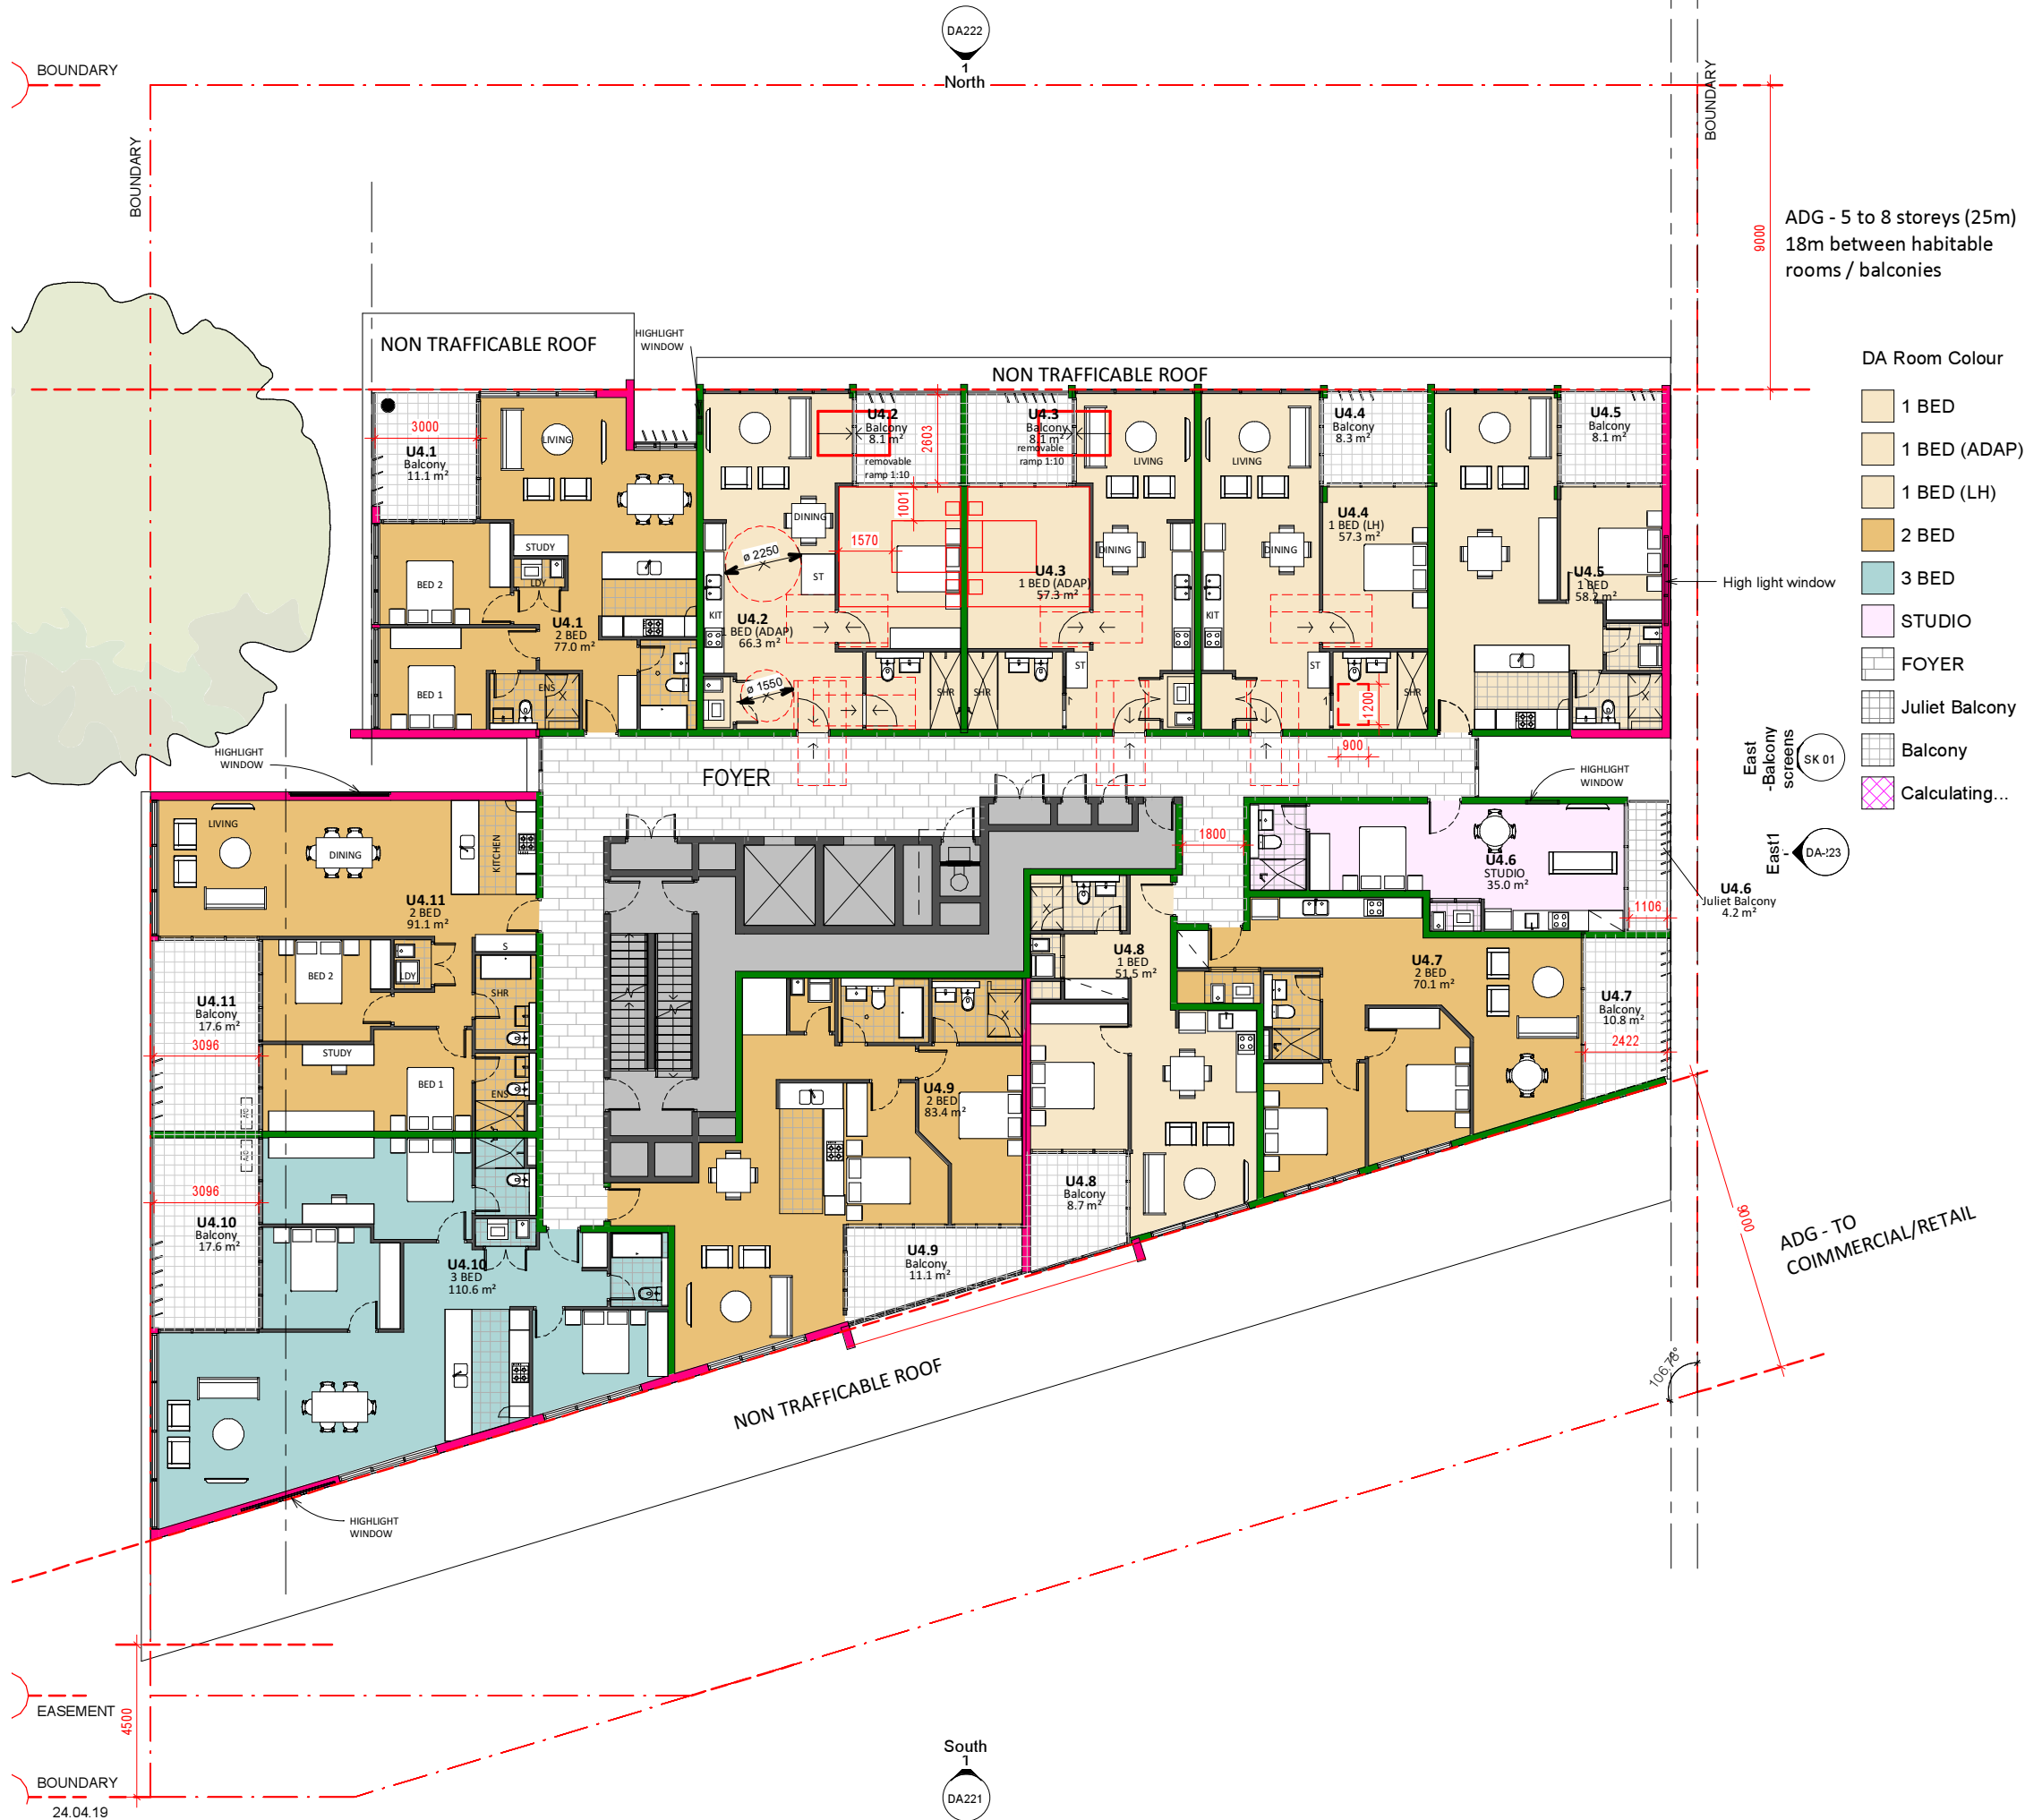 DA222
1
North
BOUNDARY
BOUNDARY
BOUNDARY
9000
ADG - 5 to 8 storeys (25m)
18m between habitable
rooms / balconies
DA Room Colour
1 BED
1 BED (ADAP)
1 BED (LH)
2 BED
3 BED
STUDIO
FOYER
Juliet Balcony
Balcony
Calculating...
NON TRAFFICABLE ROOF
HIGHLIGHT
WINDOW
NON TRAFFICABLE ROOF
3000
U4.1
Balcony
11.1 m²
LIVING
STUDY
LDY
BED 2
BED 1
ENS
U4.1
2 BED
77.0 m²
U4.2
Balcony
8.1 m²
removable
ramp 1:10
2603
1001
1570
DINING
ø 2250
ST
KIT
U4.2
1 BED (ADAP)
66.3 m²
ø 1550
SHR
U4.3
Balcony
8.1 m²
removable
ramp 1:10
LIVING
DINING
U4.3
1 BED (ADAP)
57.3 m²
SHR
ST
U4.4
Balcony
8.3 m²
LIVING
DINING
U4.4
1 BED (LH)
57.3 m²
KIT
ST
SHR
1200
900
U4.5
Balcony
8.1 m²
U4.5
1 BED
58.2 m²
High light window
East
-Balcony
screens
SK 01
East1
DA-223
HIGHLIGHT
WINDOW
FOYER
HIGHLIGHT
WINDOW
1800
U4.6
STUDIO
35.0 m²
U4.6
Juliet Balcony
4.2 m²
1106
LIVING
DINING
KITCHEN
U4.11
2 BED
91.1 m²
S
BED 2
LDY
SHR
U4.11
Balcony
17.6 m²
3096
STUDY
BED 1
ENS
A/C
A/C
3096
U4.10
Balcony
17.6 m²
U4.10
3 BED
110.6 m²
U4.8
1 BED
51.5 m²
U4.7
2 BED
70.1 m²
U4.7
Balcony
10.8 m²
2422
U4.9
2 BED
83.4 m²
U4.8
Balcony
8.7 m²
U4.9
Balcony
11.1 m²
9000
ADG - TO
COIMMERCIAL/RETAIL
106.78°
NON TRAFFICABLE ROOF
HIGHLIGHT
WINDOW
EASEMENT
4500
BOUNDARY
24.04.19
South
1
DA221